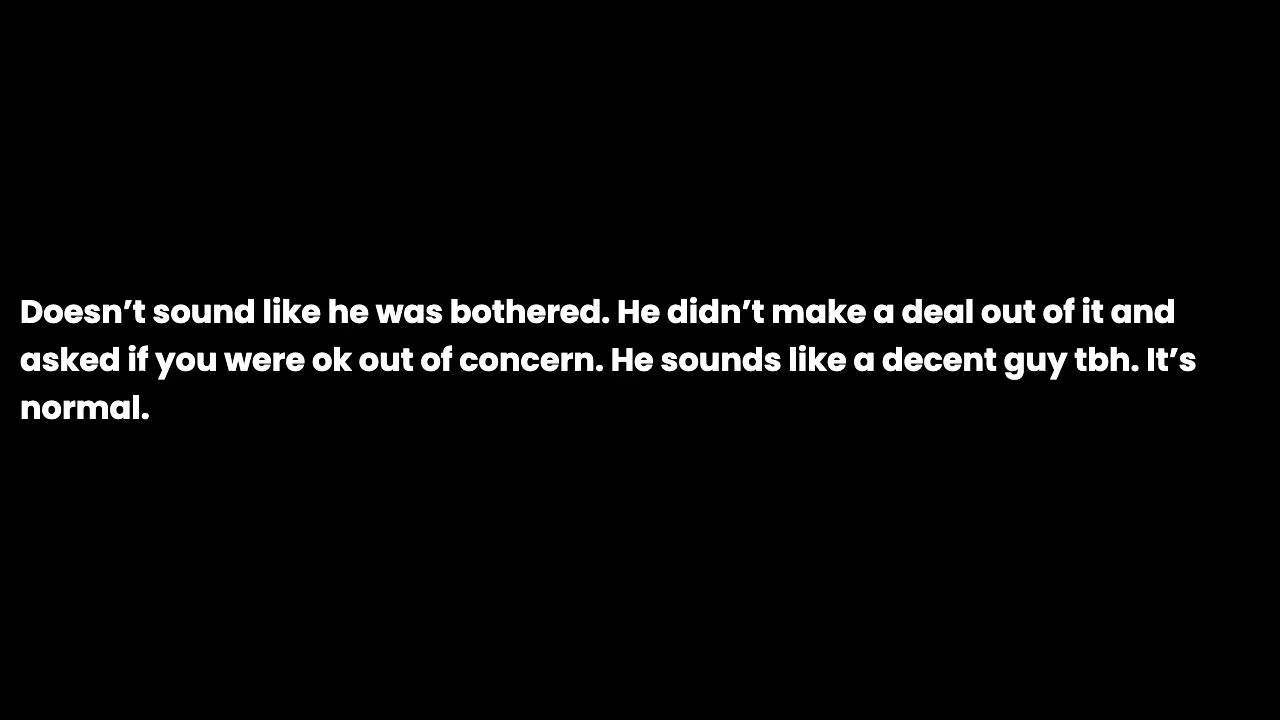 Doesn’t sound like he was bothered. He didn’t make a deal out of it and
asked if you were ok out of concern. He sounds like a decent guy tbh. It’s
normal.